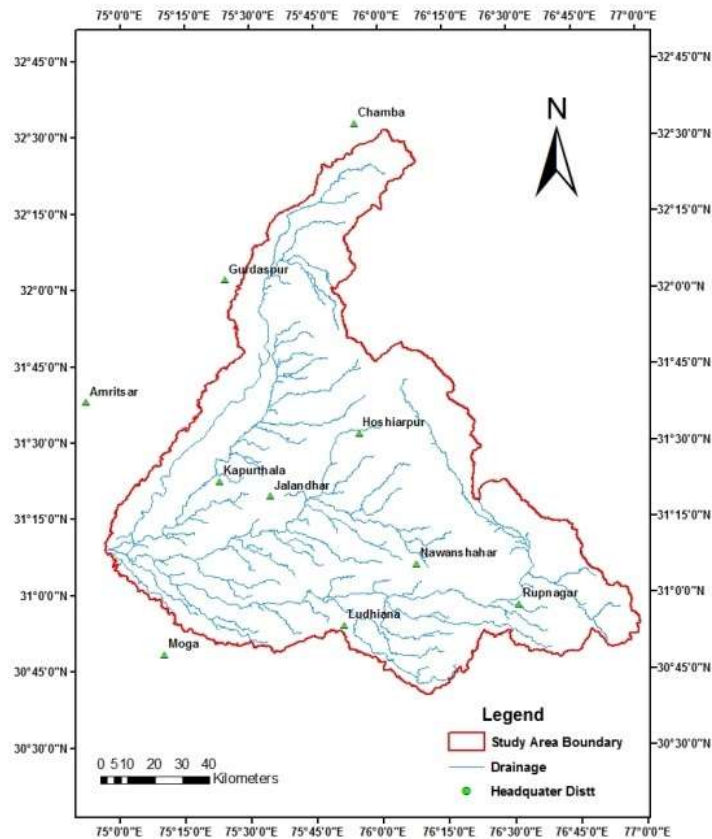 75°0'0"E 75°15'0"E 75°30'0"E 75°45'0"E 76°0'0"E 76°15'0"E 76°30'0"E 76°45'0"E 77°0'0"E
32°45'0"N 32°45'0"N
Chamba
N
32°30'0"N 32°30'0"N
32°15'0"N 32°15'0"N
Gurdaspur
32°0'0"N 32°0'0"N
31°45'0"N 31°45'0"N
Amritsar
Hoshiarpur
31°30'0"N 31°30'0"N
Kapurthala
Jalandhar
31°15'0"N 31°15'0"N
Nawanshahar
31°0'0"N 31°0'0"N
Rupnagar
Ludhiana
Moga
30°45'0"N 30°45'0"N
Legend
30°30'0"N 30°30'0"N
Study Area Boundary
Drainage
Headquater Distt
0 5 10 20 30 40
Kilometers
75°0'0"E 75°15'0"E 75°30'0"E 75°45'0"E 76°0'0"E 76°15'0"E 76°30'0"E 76°45'0"E 77°0'0"E